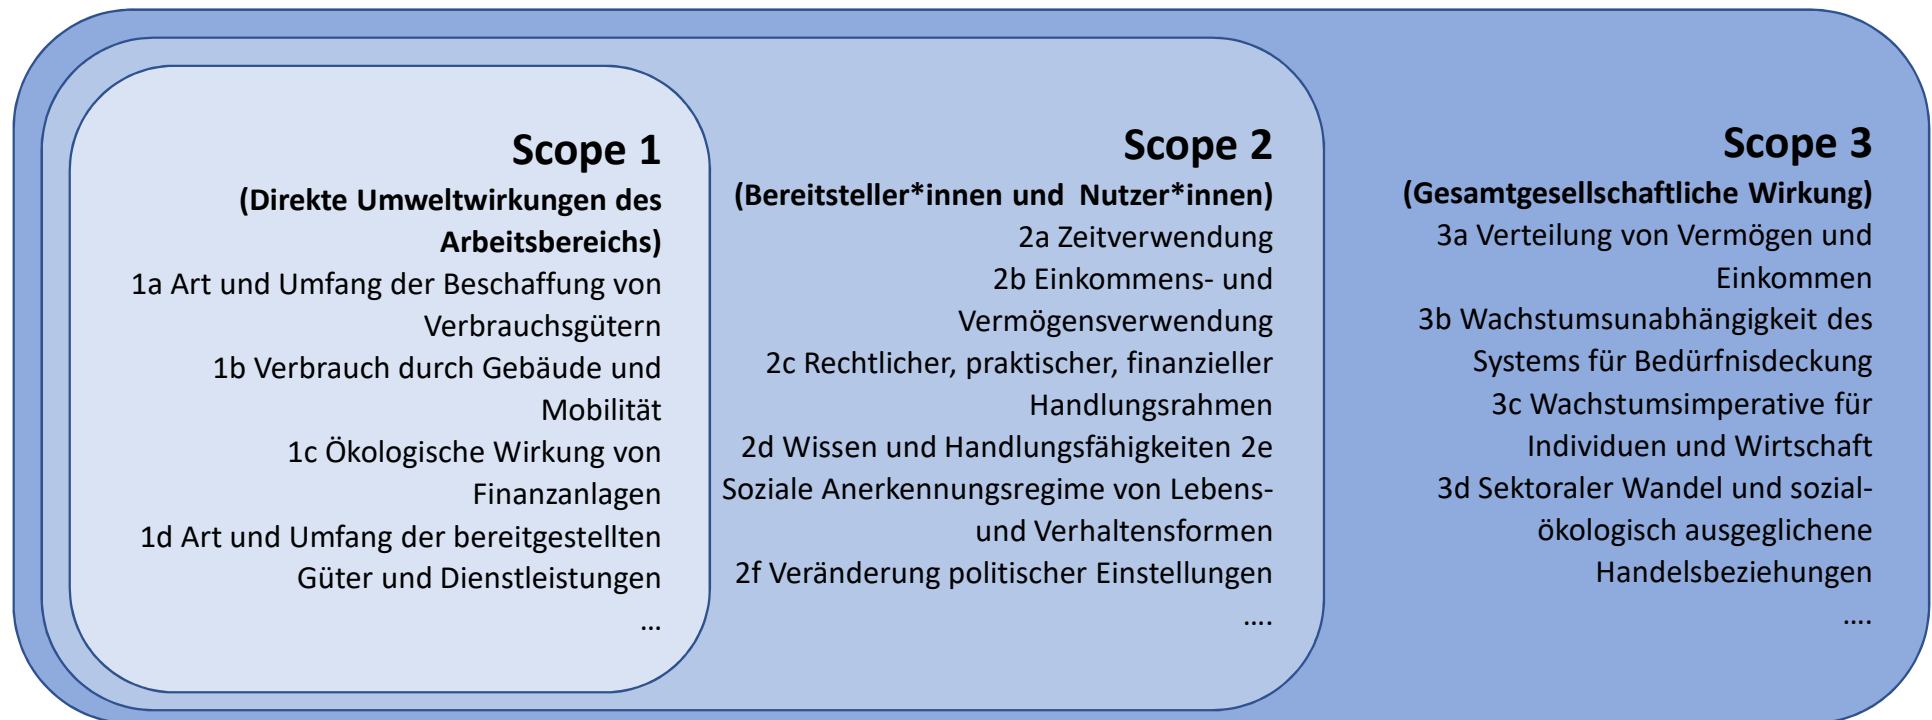 Scope 1
(Direkte Umweltwirkungen des
Arbeitsbereichs)
1a Art und Umfang der Beschaffung von
Verbrauchsgütern
1b Verbrauch durch Gebäude und
Mobilität
1c Ökologische Wirkung von
Finanzanlagen
1d Art und Umfang der bereitgestellten
Güter und Dienstleistungen
...
Scope 2
(Bereitsteller*innen und Nutzer*innen)
2a Zeitverwendung
2b Einkommens- und
Vermögensverwendung
2c Rechtlicher, praktischer, finanzieller
Handlungsrahmen
2d Wissen und Handlungsfähigkeiten 2e
Soziale Anerkennungsregime von Lebens-
und Verhaltensformen
2f Veränderung politischer Einstellungen
....
Scope 3
(Gesamtgesellschaftliche Wirkung)
3a Verteilung von Vermögen und
Einkommen
3b Wachstumsunabhängigkeit des
Systems für Bedürfnisdeckung
3c Wachstumsimperative für
Individuen und Wirtschaft
3d Sektoraler Wandel und sozial-
ökologisch ausgeglichene
Handelsbeziehungen
....